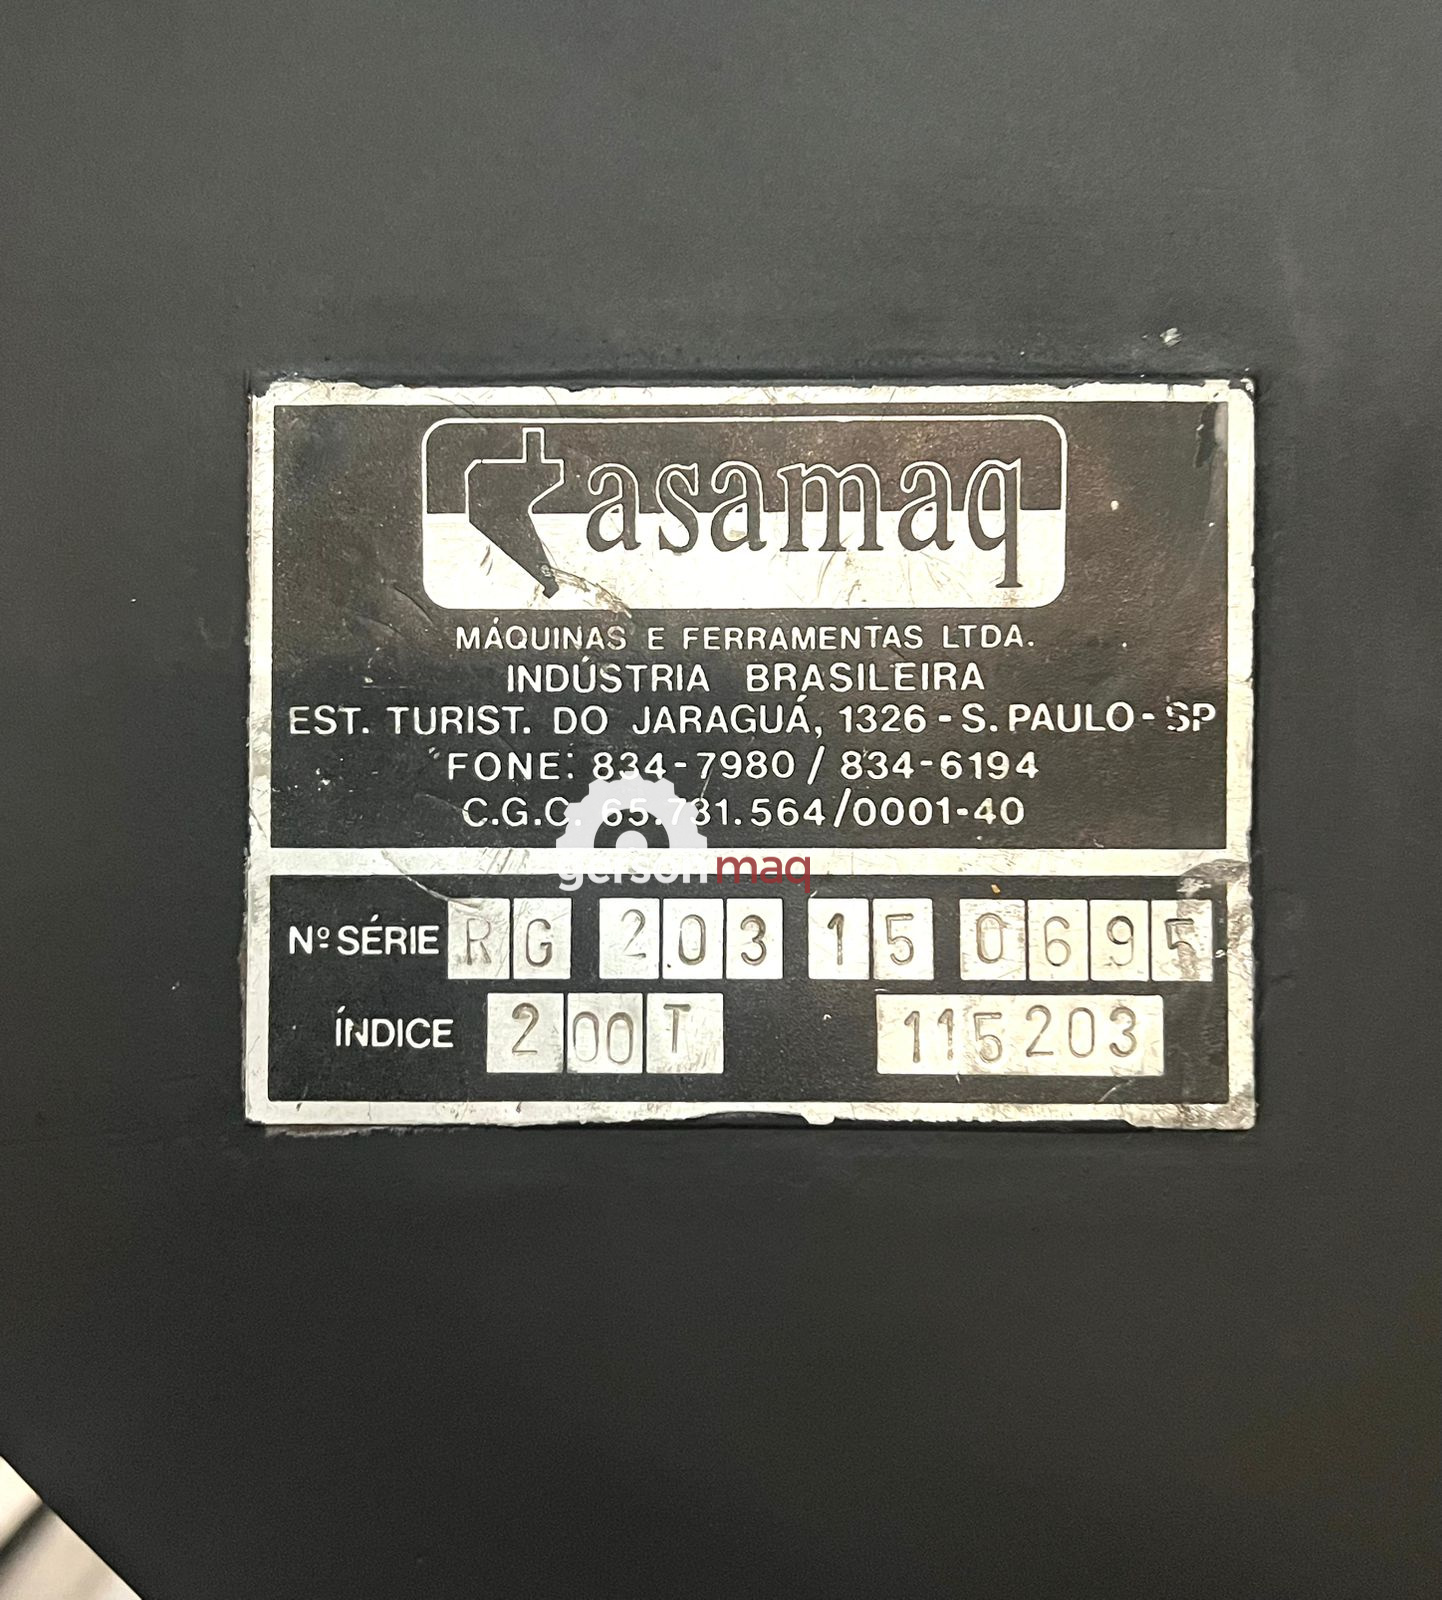 tasamaq
MÁQUINAS E FERRAMENTAS LTDA.
INDÚSTRIA BRASILEIRA
EST. TURIST. DO JARAGUÁ, 1326 - S. PAULO - SP
FONE: 834-7980 / 834-6194
C.G.C. 65.731.564/0001-40
gersonmaq
Nº SÉRIE RG 203 15 0695
ÍNDICE 200T 115203